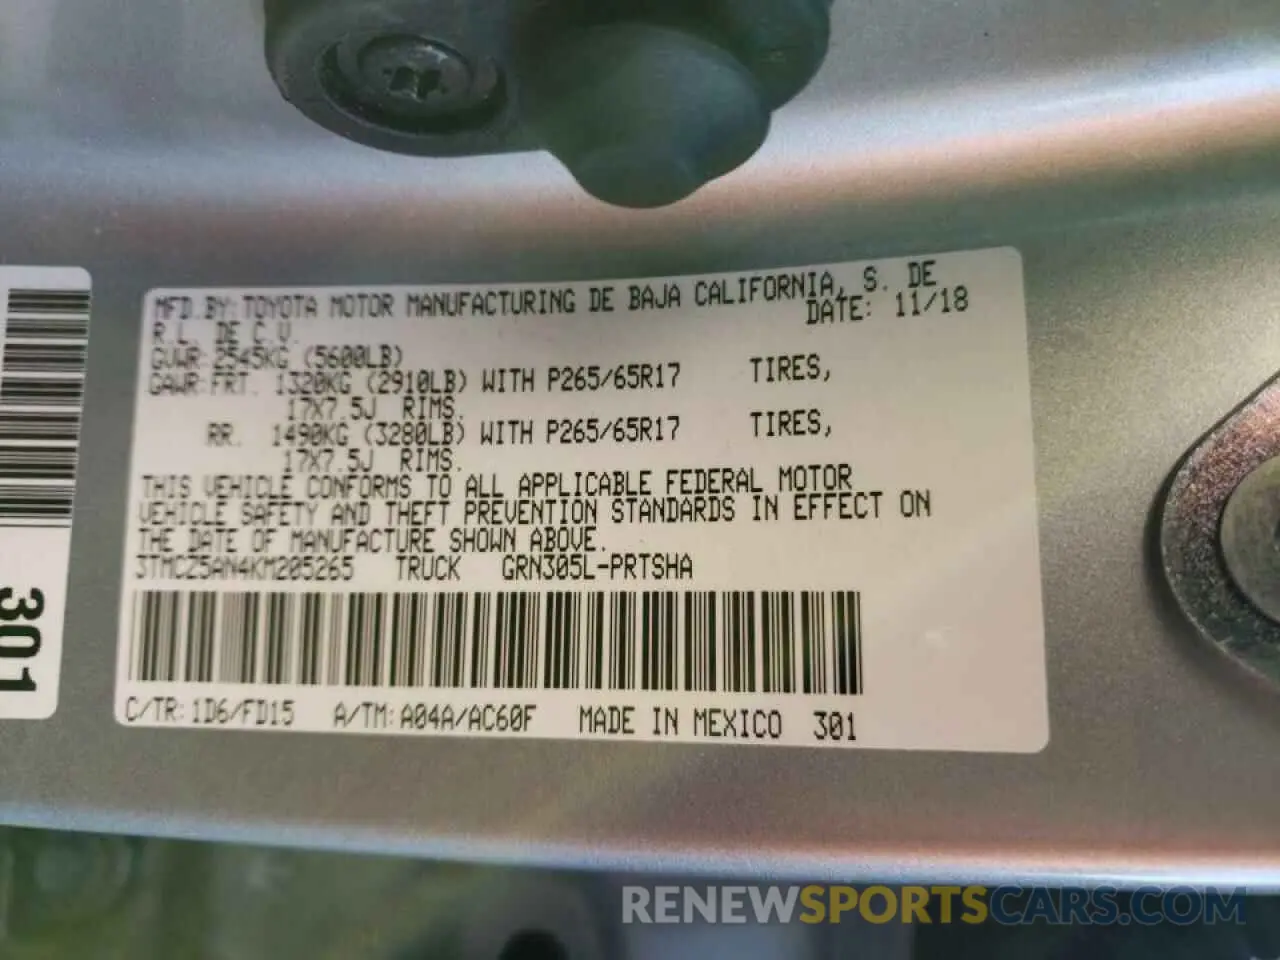 MFD. BY: TOYOTA MOTOR MANUFACTURING DE BAJA CALIFORNIA, S. DE
R.L. DE C.V. DATE: 11/18
GVWR: 2545KG (5600LB)
GAWR: FRT. 1320KG (2910LB) WITH P265/65R17 TIRES,
17X7.5J RIMS.
RR. 1490KG (3280LB) WITH P265/65R17 TIRES,
17X7.5J RIMS.
THIS VEHICLE CONFORMS TO ALL APPLICABLE FEDERAL MOTOR
VEHICLE SAFETY AND THEFT PREVENTION STANDARDS IN EFFECT ON
THE DATE OF MANUFACTURE SHOWN ABOVE.
3TMCZ5AN4KM205265 TRUCK GRN305L-PRTSHA
C/TR: 1D6/FD15 A/TM: A04A/AC60F MADE IN MEXICO 301
301
RENEWSPORTSCARS.COM